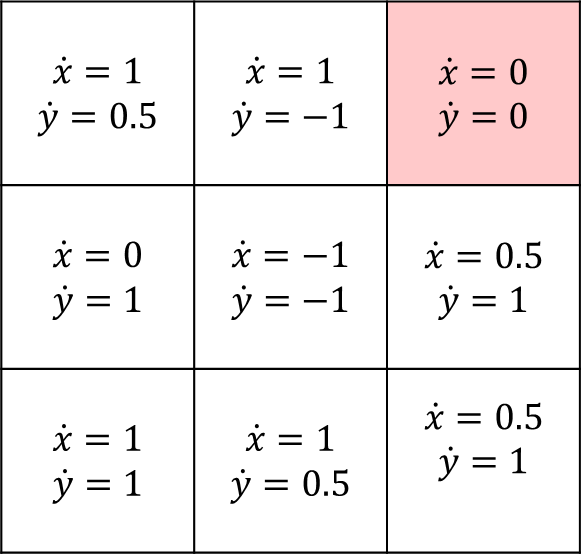 ẋ = 1
ẏ = 0.5
ẋ = 1
ẏ = −1
ẋ = 0
ẏ = 0
ẋ = 0
ẏ = 1
ẋ = −1
ẏ = −1
ẋ = 0.5
ẏ = 1
ẋ = 1
ẏ = 1
ẋ = 1
ẏ = 0.5
ẋ = 0.5
ẏ = 1